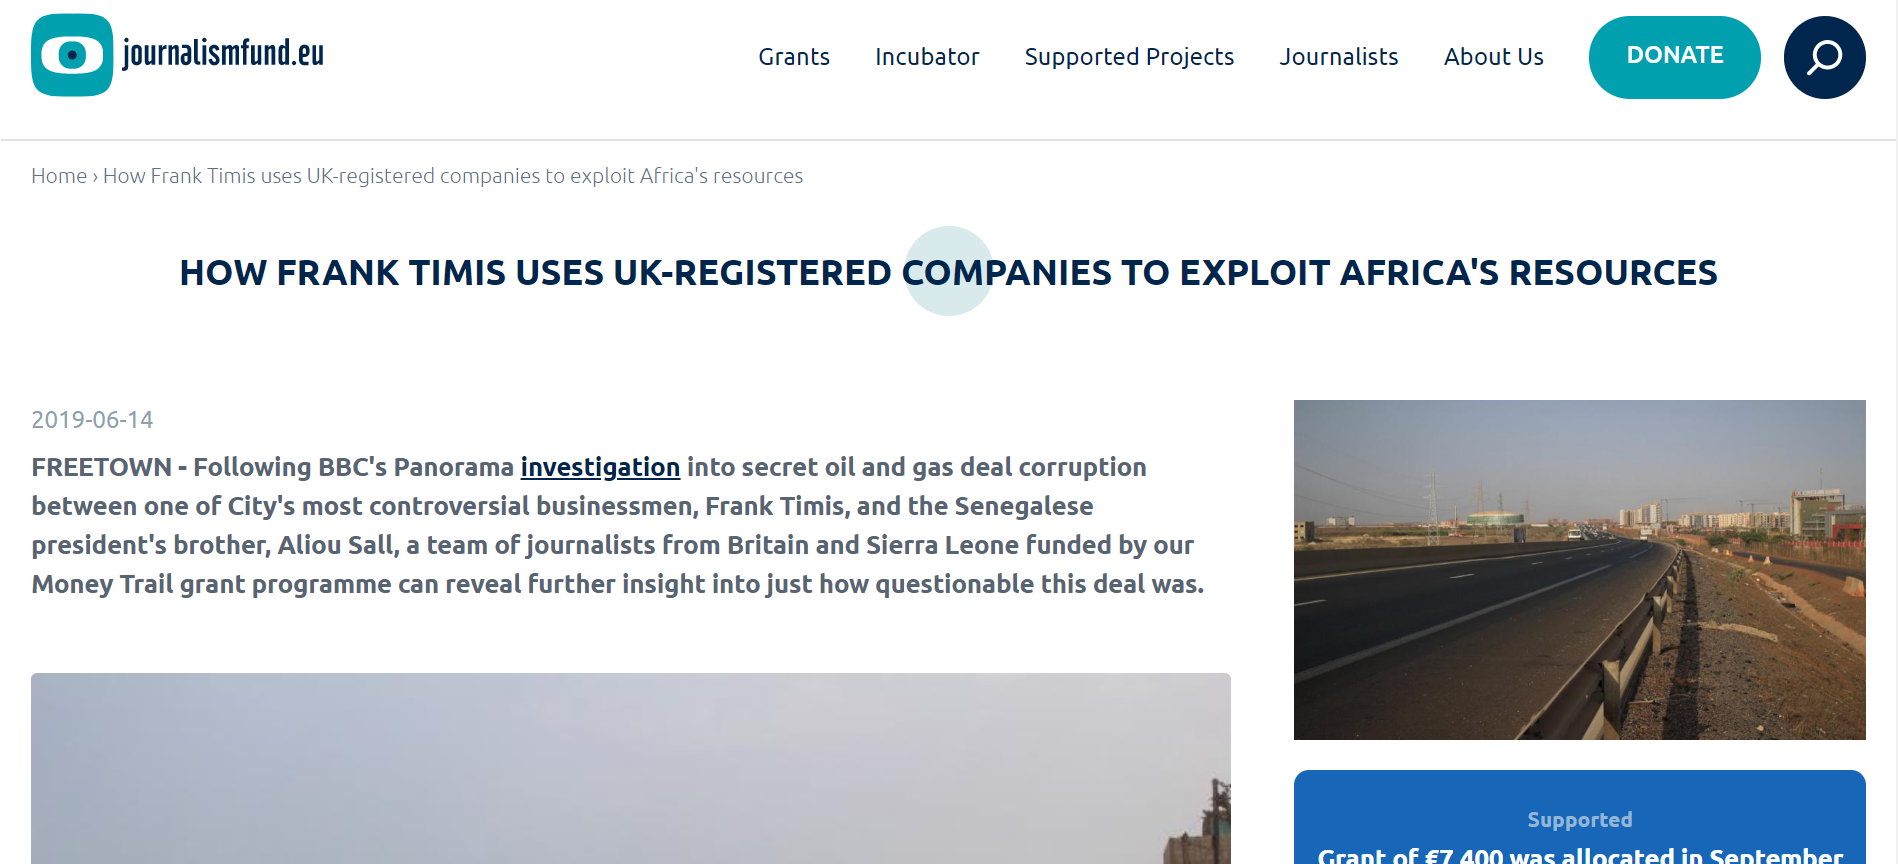 journalismfund.eu
Grants
Incubator
Supported Projects
Journalists
About Us
DONATE
Home › How Frank Timis uses UK-registered companies to exploit Africa's resources
HOW FRANK TIMIS USES UK-REGISTERED COMPANIES TO EXPLOIT AFRICA'S RESOURCES
2019-06-14
FREETOWN - Following BBC's Panorama investigation into secret oil and gas deal corruption
between one of City's most controversial businessmen, Frank Timis, and the Senegalese
president's brother, Aliou Sall, a team of journalists from Britain and Sierra Leone funded by our
Money Trail grant programme can reveal further insight into just how questionable this deal was.
Supported
Grant of €7,400 was allocated in September